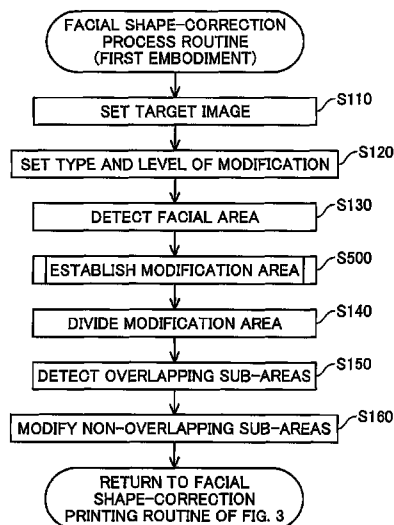 FACIAL SHAPE-CORRECTION
PROCESS ROUTINE
(FIRST EMBODIMENT)
SET TARGET IMAGE
S110
SET TYPE AND LEVEL OF MODIFICATION
S120
DETECT FACIAL AREA
S130
ESTABLISH MODIFICATION AREA
S500
DIVIDE MODIFICATION AREA
S140
DETECT OVERLAPPING SUB-AREAS
S150
MODIFY NON-OVERLAPPING SUB-AREAS
S160
RETURN TO FACIAL
SHAPE-CORRECTION
PRINTING ROUTINE OF FIG. 3